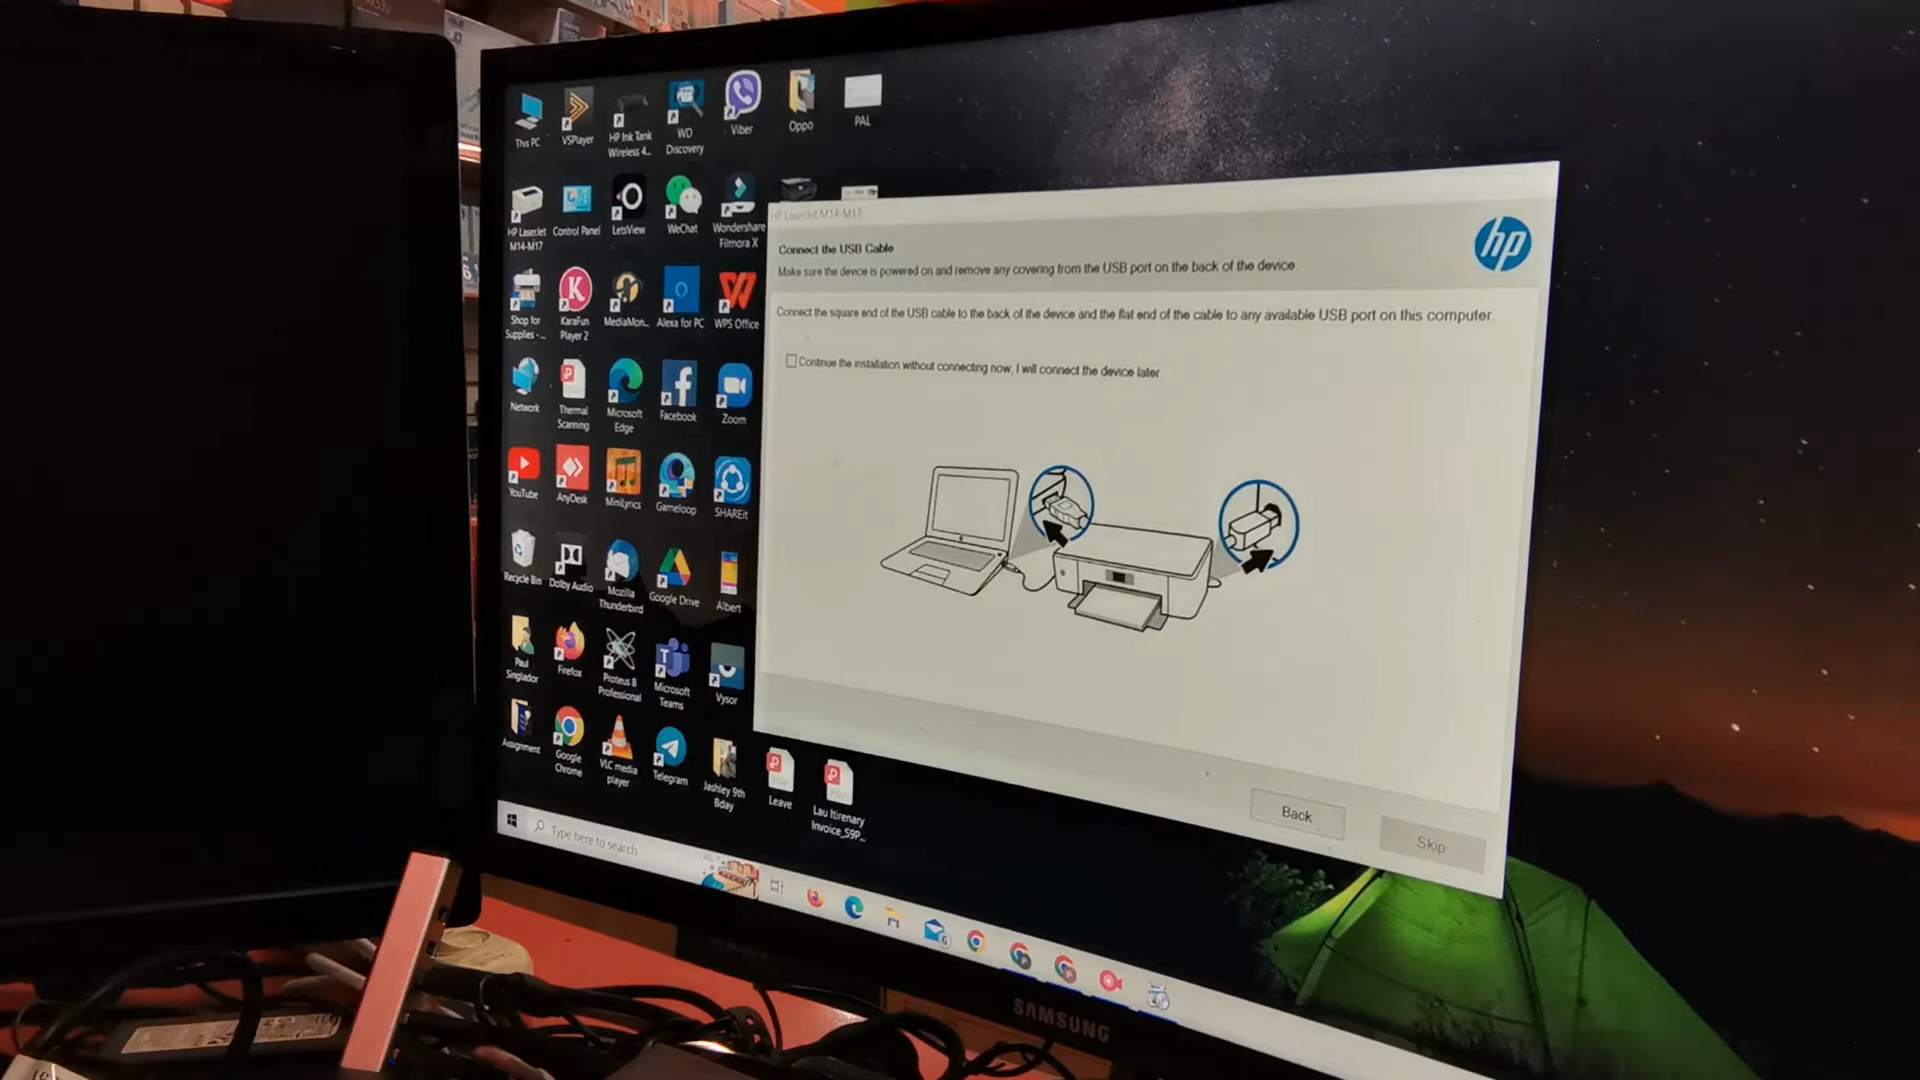 This PC
VSPlayer
HP Ink Tank
Wireless 4...
WD
Discovery
Viber
Oppo
PAL
HP LaserJet
M14-M17
Control Panel
LetsView
WeChat
Wondershare
Filmora X
Shop for
Supplies - ...
KaraFun
Player 2
MediaMon...
Alexa for PC
WPS Office
Network
Thermal
Scanning
Microsoft
Edge
Facebook
Zoom
YouTube
AnyDesk
MiniLyrics
Gameloop
SHAREit
Recycle Bin
Dolby Audio
Mozilla
Thunderbird
Google Drive
Albert
Paul
Singlador
Firefox
Proteus 8
Professional
Microsoft
Teams
Vysor
Assignment
Google
Chrome
VLC media
player
Telegram
Jashley 9th
Bday
Leave
Lau Itirenary
Invoice_S9P...
HP LaserJet M14-M17
hp
Connect the USB Cable
Make sure the device is powered on and remove any covering from the USB port on the back of the device.
Connect the square end of the USB cable to the back of the device and the flat end of the cable to any available USB port on this computer.
Continue the installation without connecting now, I will connect the device later
Back
Skip
Type here to search
SAMSUNG